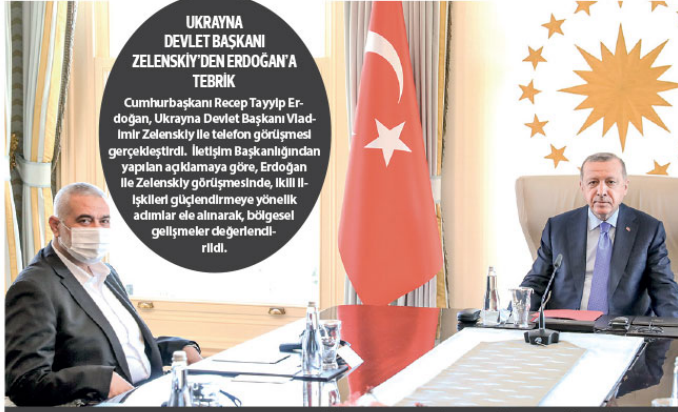 UKRAYNA
DEVLET BAŞKANI
ZELENSKİY'DEN ERDOĞAN'A
TEBRİK
Cumhurbaşkanı Recep Tayyip Er-
doğan, Ukrayna Devlet Başkanı Vlad-
imir Zelenskiy ile telefon görüşmesi
gerçekleştirdi. İletişim Başkanlığından
yapılan açıklamaya göre, Erdoğan
ile Zelenskiy görüşmesinde, ikili il-
işkileri güçlendirmeye yönelik
adımlar ele alınarak, bölgesel
gelişmeler değerlendi-
rildi.